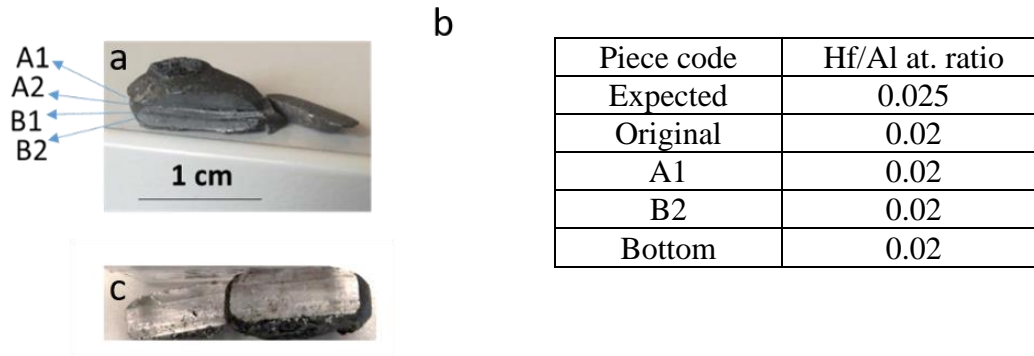 a
A1
A2
B1
B2
1 cm
b
Piece code Hf/Al at. ratio
Expected 0.025
Original 0.02
A1 0.02
B2 0.02
Bottom 0.02
c